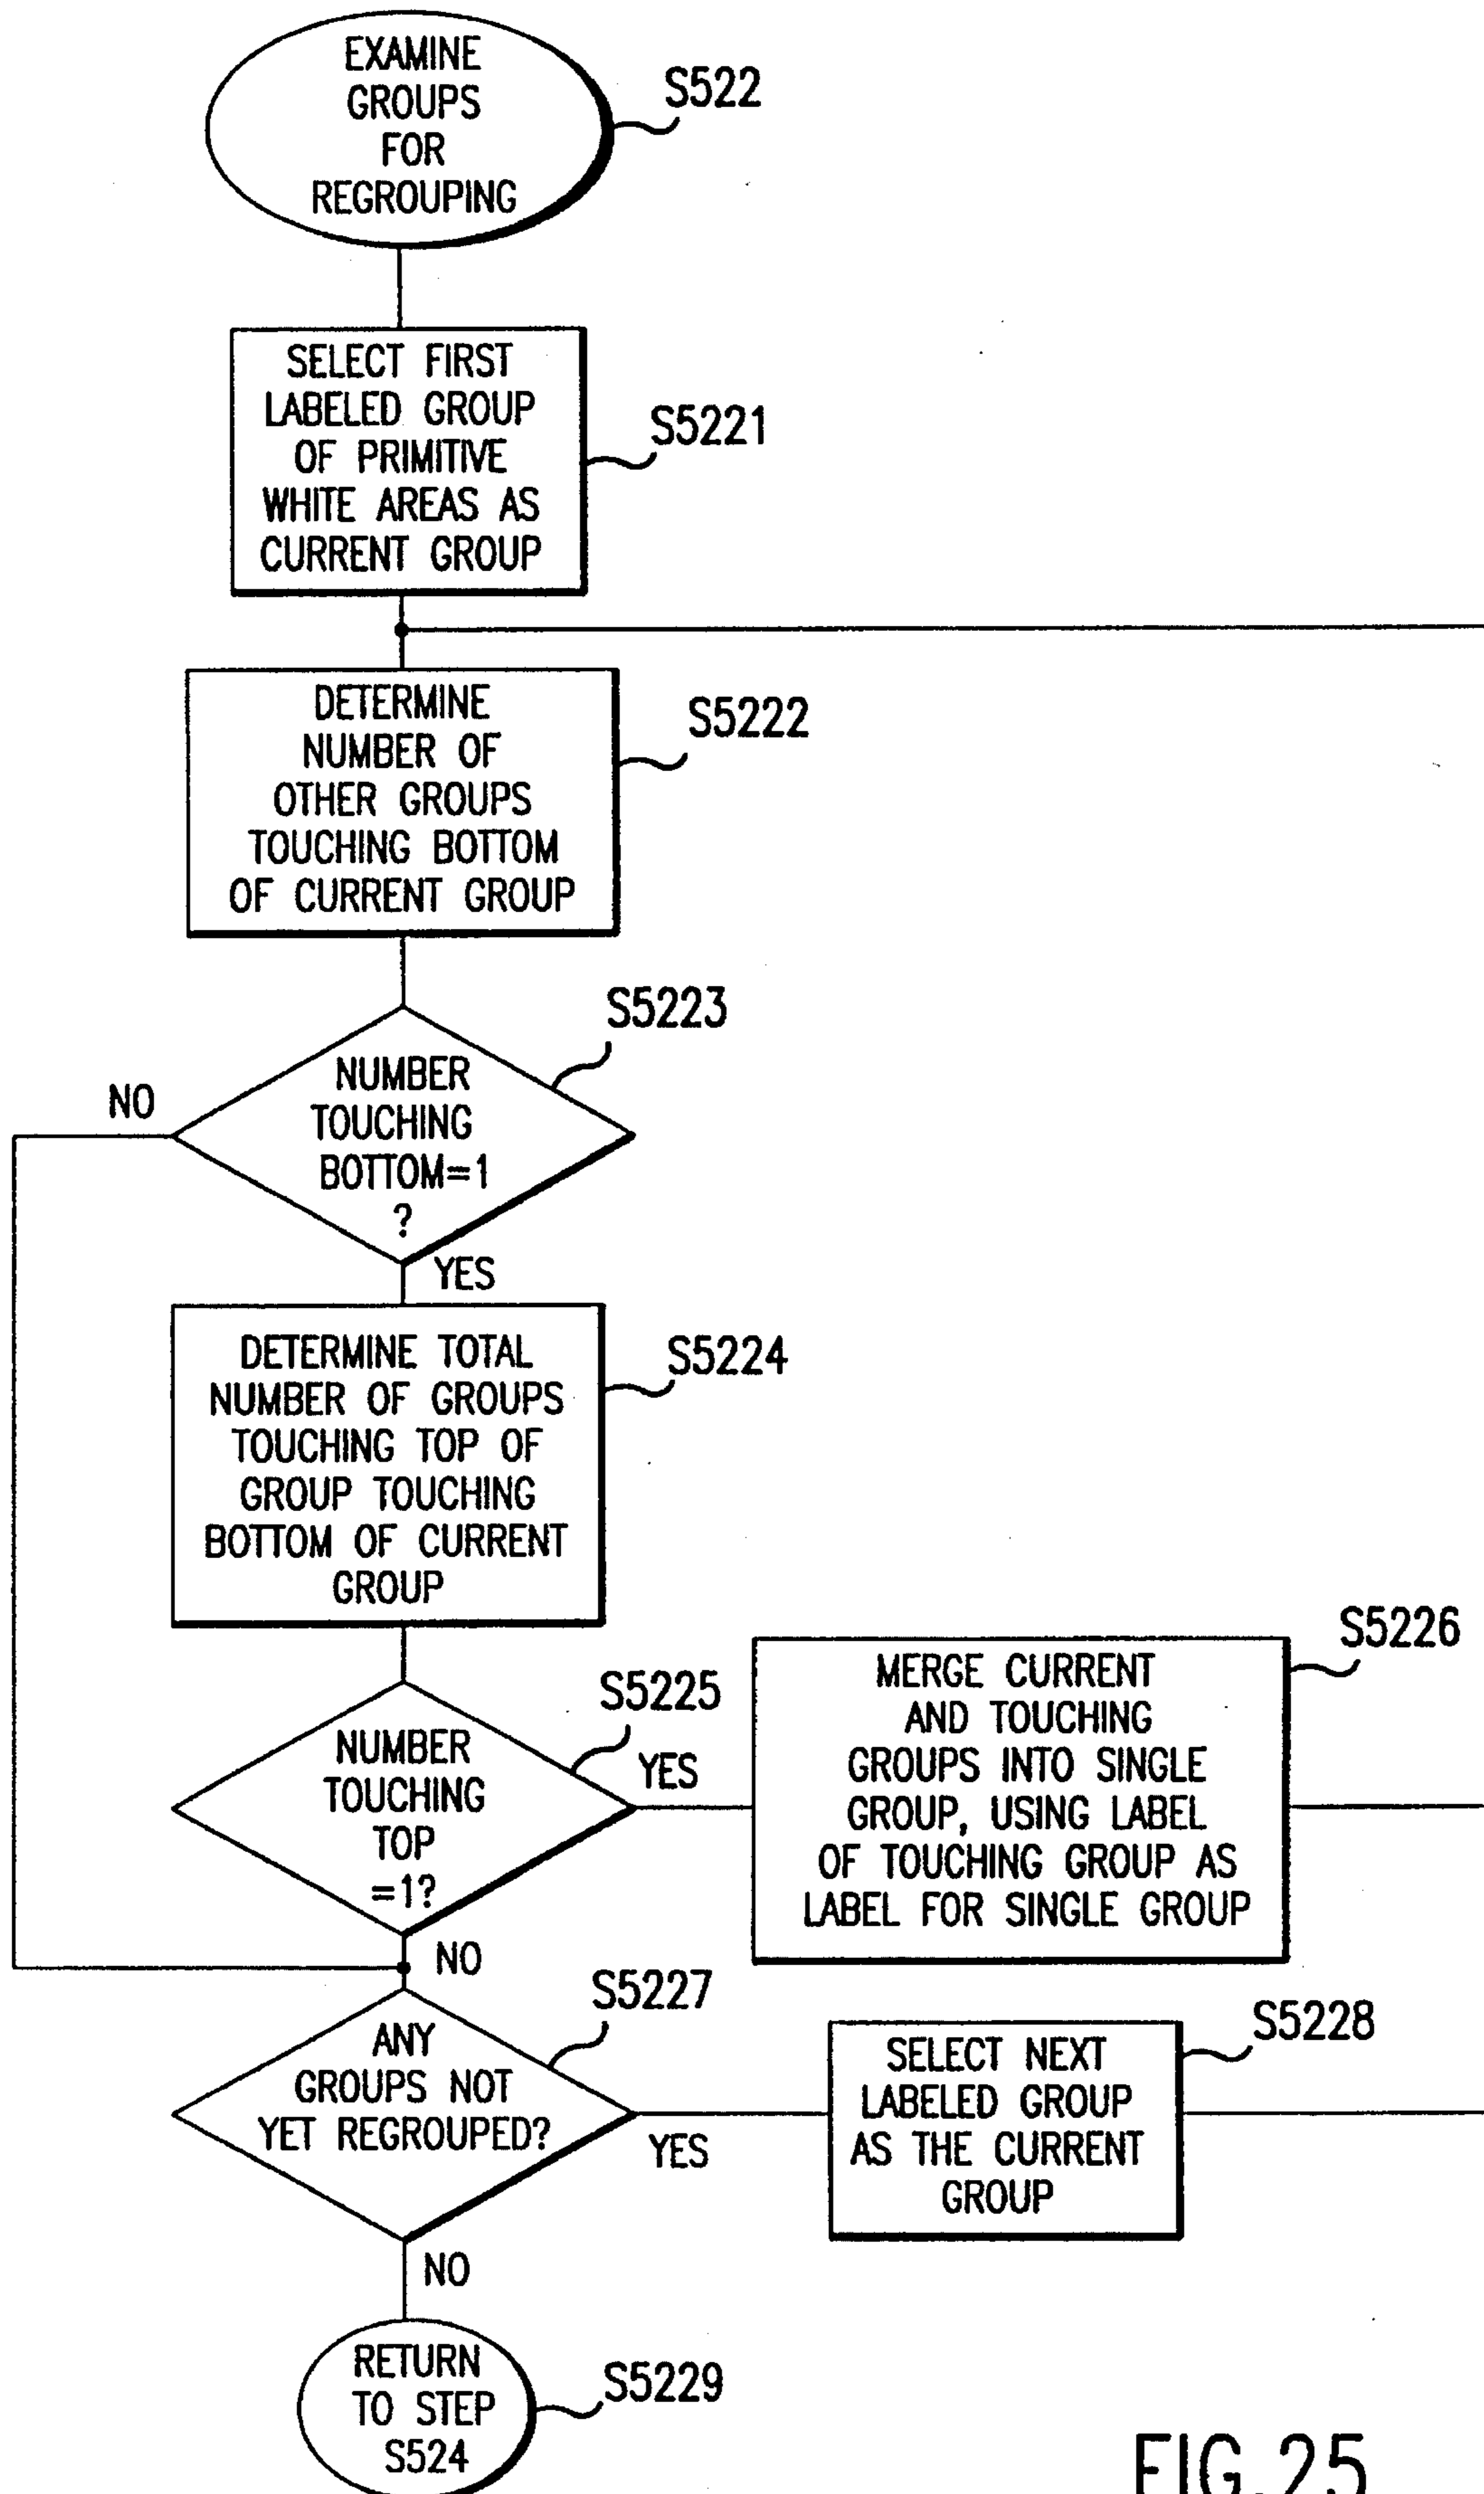 EXAMINE
GROUPS
FOR
REGROUPING
S522
SELECT FIRST
LABELED GROUP
OF PRIMITIVE
WHITE AREAS AS
CURRENT GROUP
S5221
DETERMINE
NUMBER OF
OTHER GROUPS
TOUCHING BOTTOM
OF CURRENT GROUP
S5222
S5223
NUMBER
TOUCHING
BOTTOM=1
?
NO
YES
DETERMINE TOTAL
NUMBER OF GROUPS
TOUCHING TOP OF
GROUP TOUCHING
BOTTOM OF CURRENT
GROUP
S5224
S5225
NUMBER
TOUCHING
TOP
=1?
YES
NO
MERGE CURRENT
AND TOUCHING
GROUPS INTO SINGLE
GROUP, USING LABEL
OF TOUCHING GROUP AS
LABEL FOR SINGLE GROUP
S5226
S5227
ANY
GROUPS NOT
YET REGROUPED?
YES
NO
SELECT NEXT
LABELED GROUP
AS THE CURRENT
GROUP
S5228
RETURN
TO STEP
S524
S5229
FIG.25